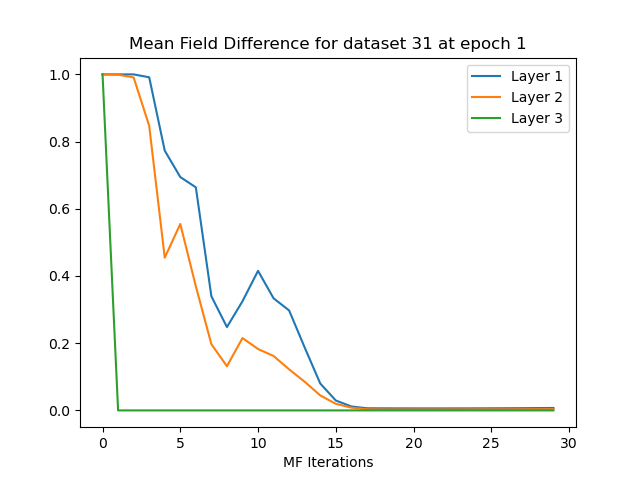 Mean Field Difference for dataset 31 at epoch 1
Layer 1
Layer 2
Layer 3
1.0
0.8
0.6
0.4
0.2
0.0
0 5 10 15 20 25 30
MF Iterations